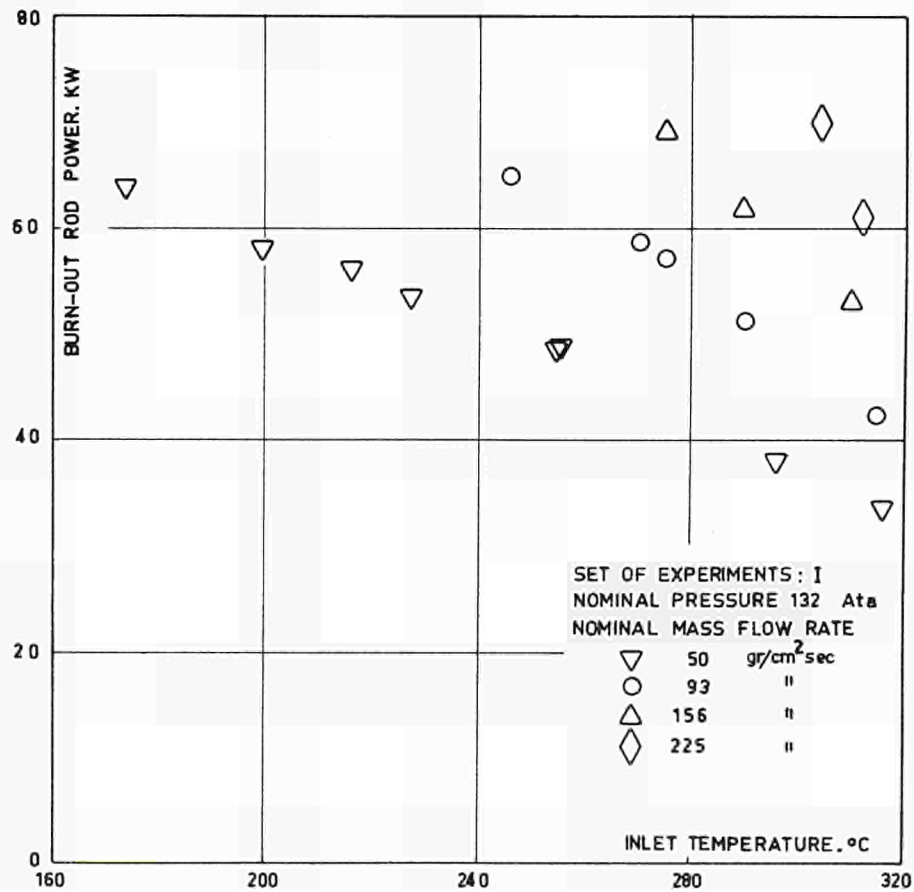 80
60
40
20
0
BURN-OUT ROD POWER. KW
SET OF EXPERIMENTS : I
NOMINAL PRESSURE 132 Ata
NOMINAL MASS FLOW RATE
▽ 50 gr/cm²sec
○ 93 "
△ 156 "
◇ 225 "
INLET TEMPERATURE.°C
160 200 240 280 320